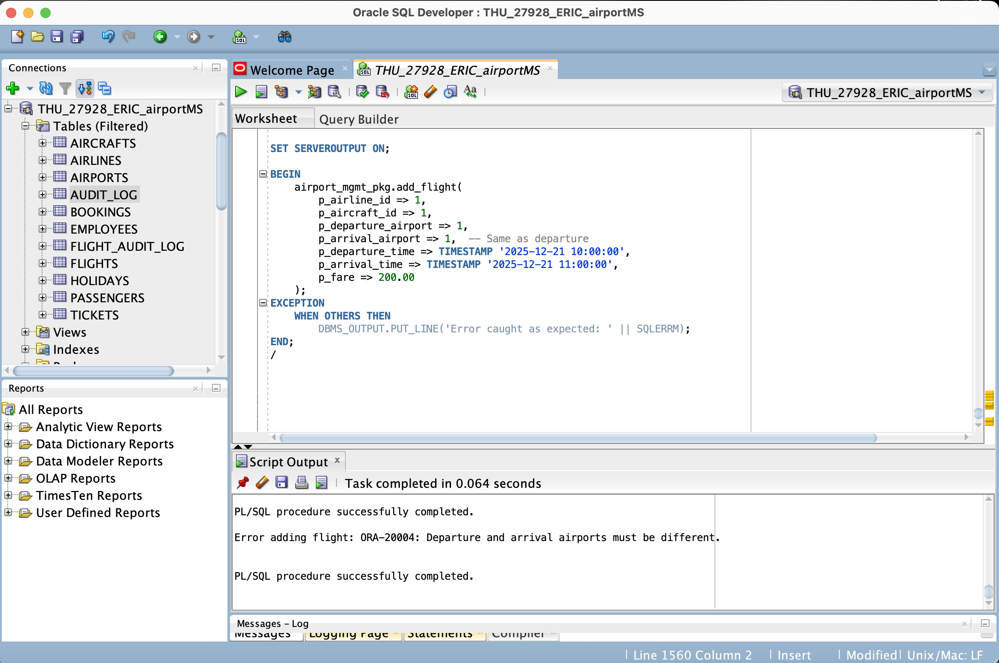 Oracle SQL Developer : THU_27928_ERIC_airportMS
Connections
THU_27928_ERIC_airportMS
Tables (Filtered)
AIRCRAFTS
AIRLINES
AIRPORTS
AUDIT_LOG
BOOKINGS
EMPLOYEES
FLIGHT_AUDIT_LOG
FLIGHTS
HOLIDAYS
PASSENGERS
TICKETS
Views
Indexes
Reports
All Reports
Analytic View Reports
Data Dictionary Reports
Data Modeler Reports
OLAP Reports
TimesTen Reports
User Defined Reports
Welcome Page
THU_27928_ERIC_airportMS
THU_27928_ERIC_airportMS
Worksheet
Query Builder
SET SERVEROUTPUT ON;
BEGIN
airport_mgmt_pkg.add_flight(
p_airline_id => 1,
p_aircraft_id => 1,
p_departure_airport => 1,
p_arrival_airport => 1,  -- Same as departure
p_departure_time => TIMESTAMP '2025-12-21 10:00:00',
p_arrival_time => TIMESTAMP '2025-12-21 11:00:00',
p_fare => 200.00
);
EXCEPTION
WHEN OTHERS THEN
DBMS_OUTPUT.PUT_LINE('Error caught as expected: ' || SQLERRM);
END;
/
Script Output
Task completed in 0.064 seconds
PL/SQL procedure successfully completed.
Error adding flight: ORA-20004: Departure and arrival airports must be different.
PL/SQL procedure successfully completed.
Messages - Log
Messages
Logging Page
Statements
Compiler
Line 1560 Column 2
Insert
Modified
Unix/Mac: LF